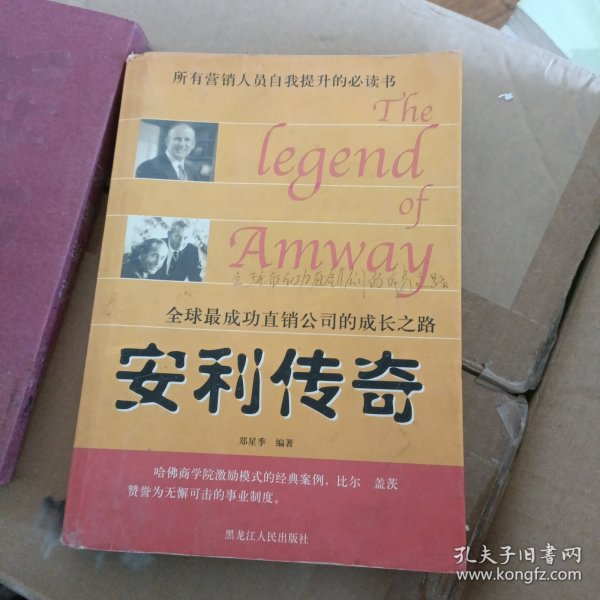 所有营销人员自我提升的必读书
The
legend
of
Amway
全球最成功直销公司的成长之路
安利传奇
郑星季 编著
哈佛商学院激励模式的经典案例，比尔 盖茨
赞誉为无懈可击的事业制度。
黑龙江人民出版社
孔夫子旧书网
www.kongfz.com